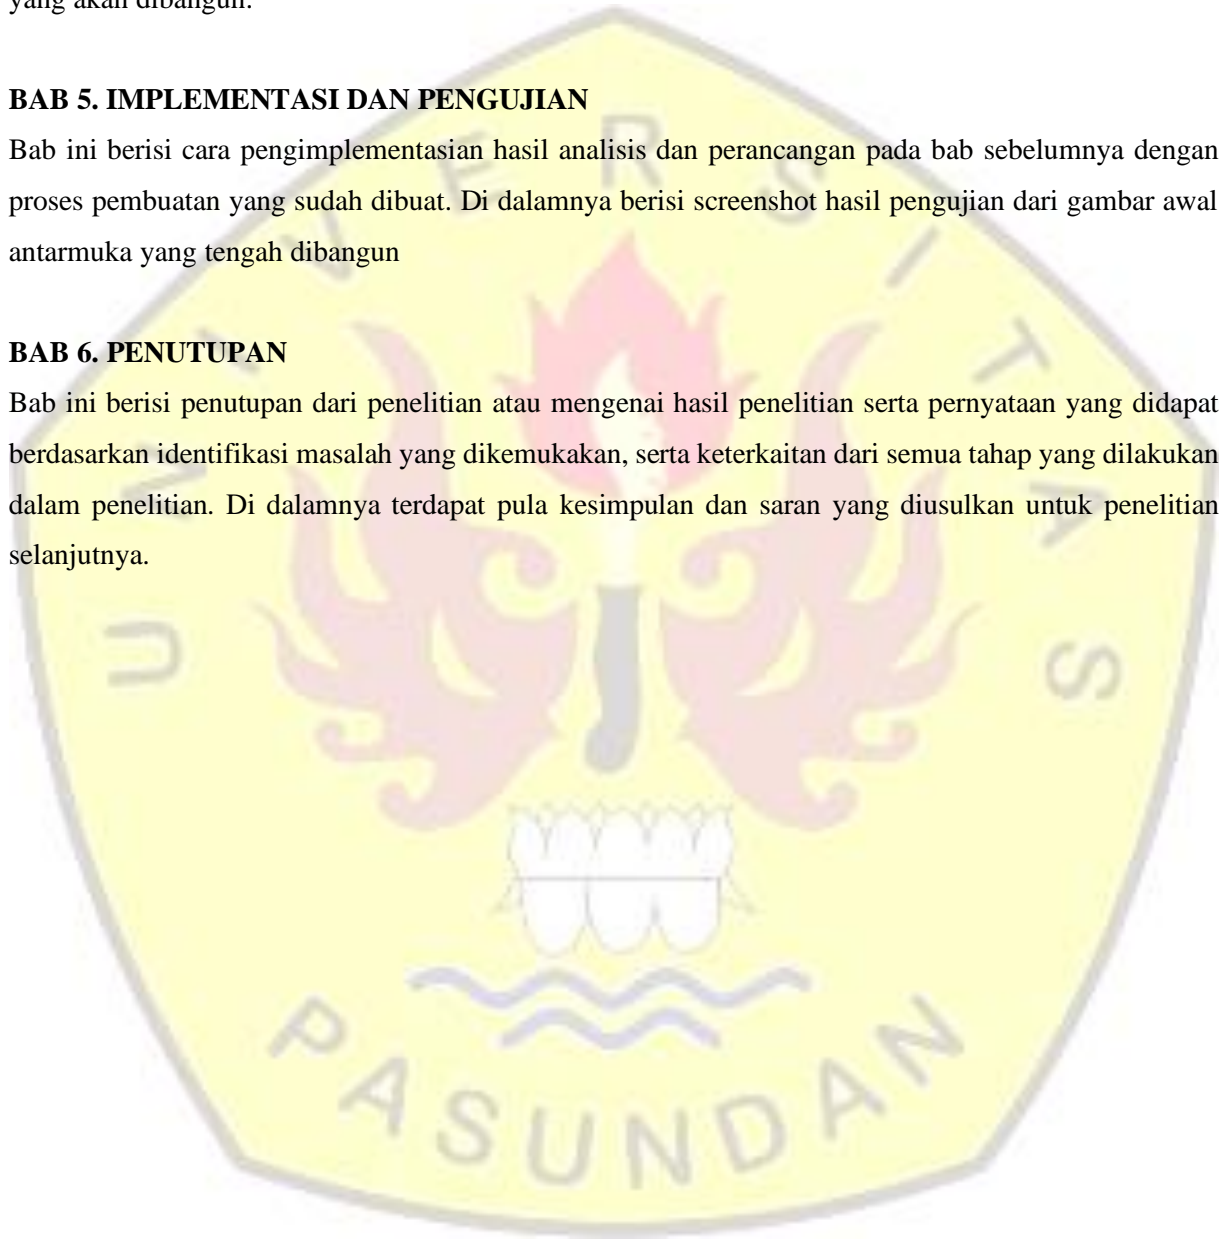 yang akan dibangun.
BAB 5. IMPLEMENTASI DAN PENGUJIAN
Bab ini berisi cara pengimplementasian hasil analisis dan perancangan pada bab sebelumnya dengan
proses pembuatan yang sudah dibuat. Di dalamnya berisi screenshot hasil pengujian dari gambar awal
antarmuka yang tengah dibangun
BAB 6. PENUTUPAN
Bab ini berisi penutupan dari penelitian atau mengenai hasil penelitian serta pernyataan yang didapat
berdasarkan identifikasi masalah yang dikemukakan, serta keterkaitan dari semua tahap yang dilakukan
dalam penelitian. Di dalamnya terdapat pula kesimpulan dan saran yang diusulkan untuk penelitian
selanjutnya.
UNIVERSITAS
PASUNDAN